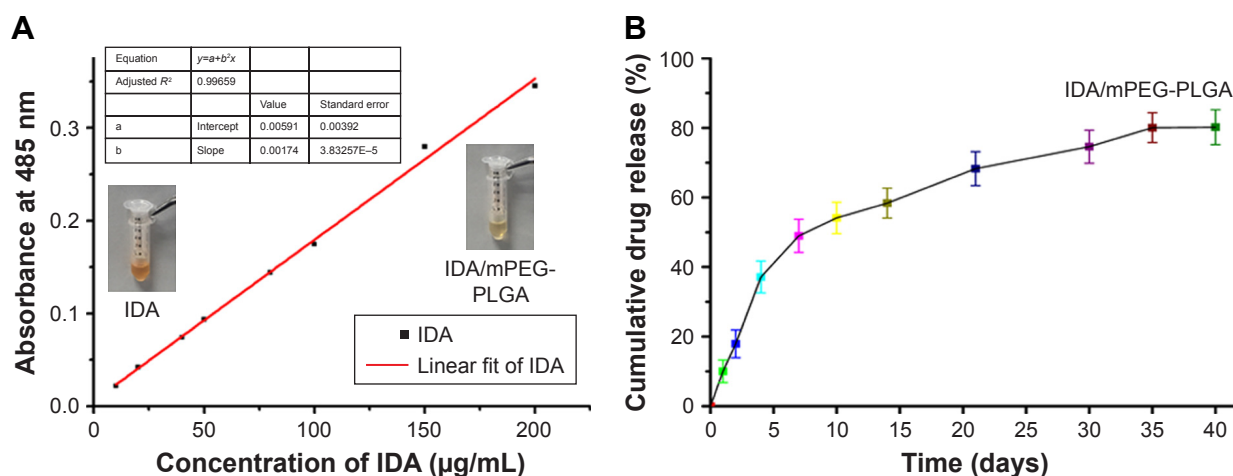 A
Equation y=a+b²x
Adjusted R² 0.99659
Value Standard error
a Intercept 0.00591 0.00392
b Slope 0.00174 3.83257E–5
Absorbance at 485 nm
0.3
0.2
0.1
0.0
IDA
IDA/mPEG-
PLGA
IDA
Linear fit of IDA
0 50 100 150 200
Concentration of IDA (µg/mL)
B
Cumulative drug release (%)
100
80
60
40
20
0
IDA/mPEG-PLGA
0 5 10 15 20 25 30 35 40
Time (days)